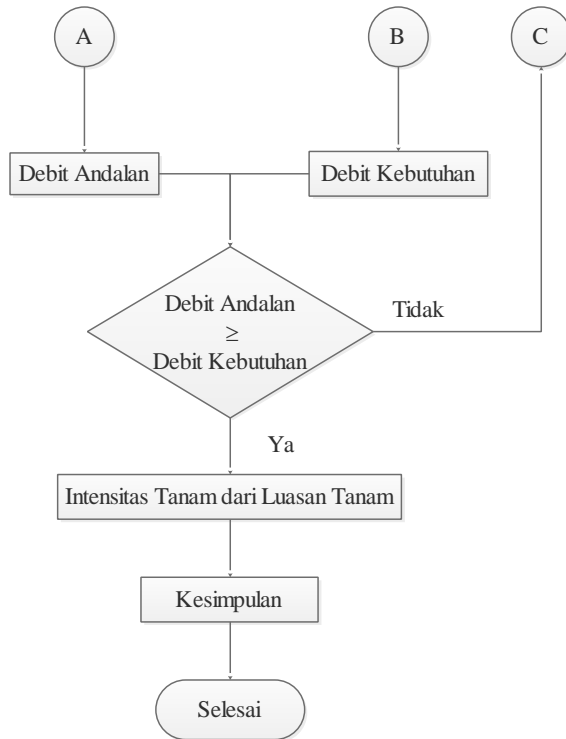 A
B
C
Debit Andalan
Debit Kebutuhan
Debit Andalan
≥
Debit Kebutuhan
Tidak
Ya
Intensitas Tanam dari Luasan Tanam
Kesimpulan
Selesai